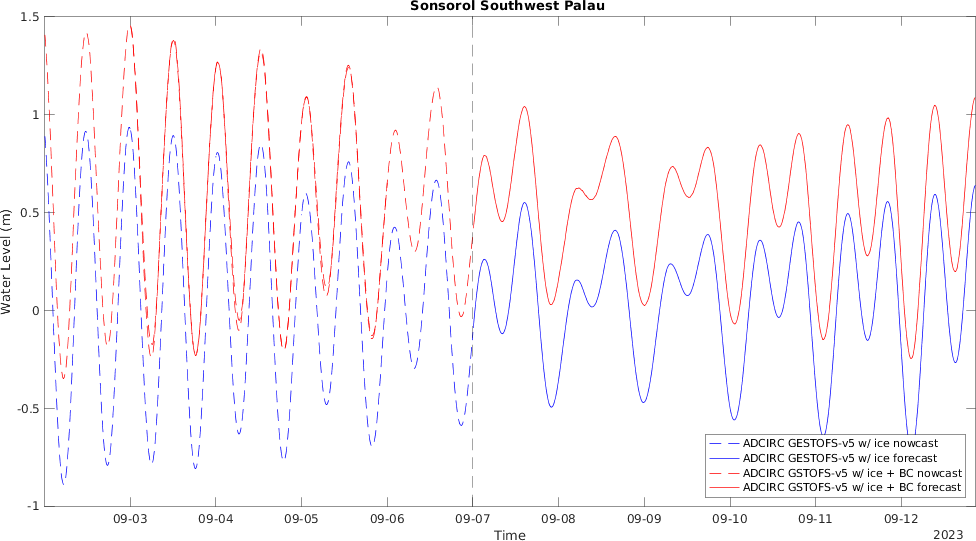 Sonsorol Southwest Palau
1.5
1
0.5
0
-0.5
-1
Water Level (m)
ADCIRC GESTOFS-v5 w/ ice nowcast
ADCIRC GESTOFS-v5 w/ ice forecast
ADCIRC GSTOFS-v5 w/ ice + BC nowcast
ADCIRC GSTOFS-v5 w/ ice + BC forecast
09-03 09-04 09-05 09-06 09-07 09-08 09-09 09-10 09-11 09-12
Time
2023